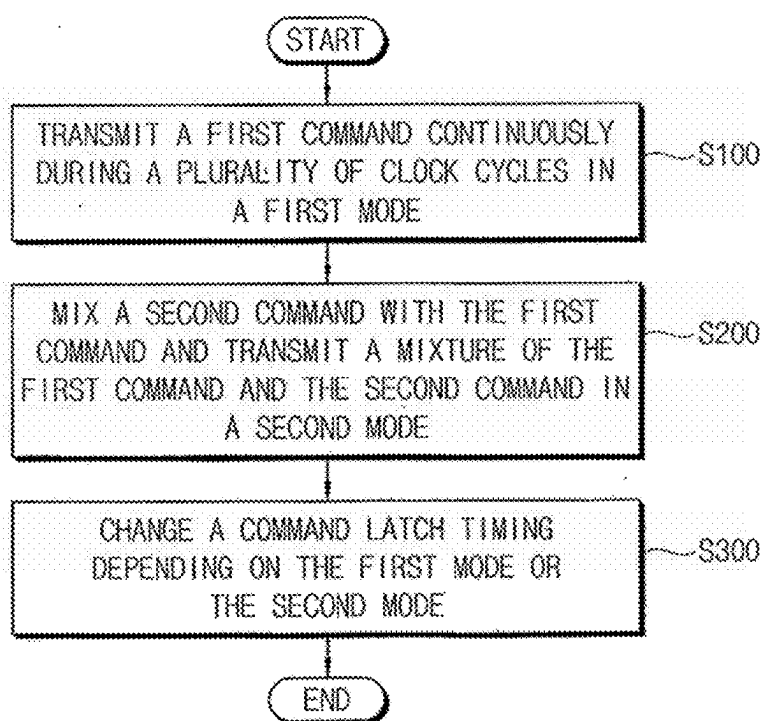 START
TRANSMIT A FIRST COMMAND CONTINUOUSLY
DURING A PLURALITY OF CLOCK CYCLES IN
A FIRST MODE
S100
MIX A SECOND COMMAND WITH THE FIRST
COMMAND AND TRANSMIT A MIXTURE OF THE
FIRST COMMAND AND THE SECOND COMMAND IN
A SECOND MODE
S200
CHANGE A COMMAND LATCH TIMING
DEPENDING ON THE FIRST MODE OR
THE SECOND MODE
S300
END